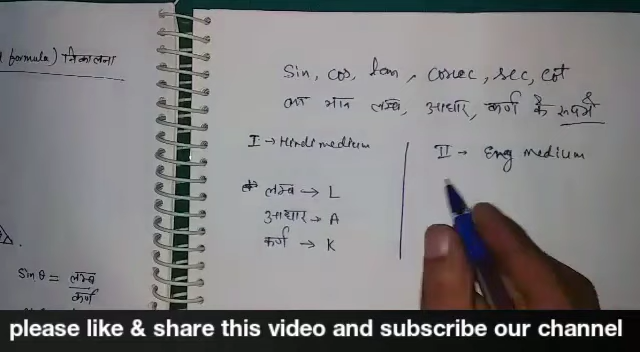 formula) निकालना
Sin, cos, tan, cosec, sec, cot
का मान लम्ब, आधार, कर्ण के रूप में
I → Hindi medium
II → Eng medium
लम्ब → L
आधार → A
कर्ण → K
Sin θ = लम्ब
कर्ण
please like & share this video and subscribe our channel